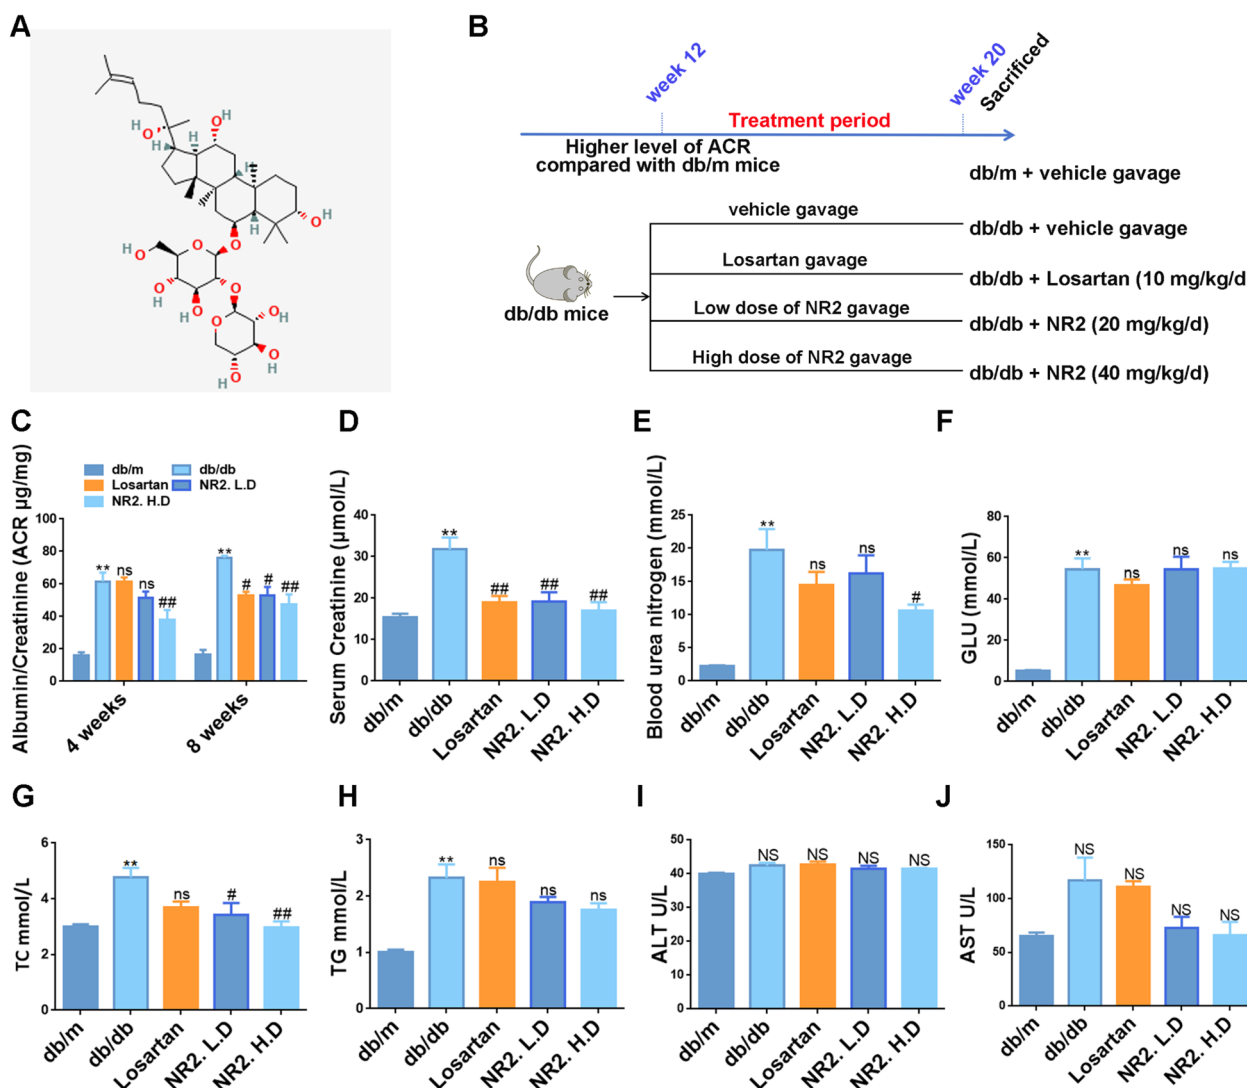 A
H
O
H
H
O
H
H
H
H
O
H
O
O
H
O
H
O
H
O
O
H
O
H
O
O
H
O
H
O
H
B
week 12
week 20
Sacrificed
Treatment period
Higher level of ACR
compared with db/m mice
db/m + vehicle gavage
vehicle gavage
db/db + vehicle gavage
Losartan gavage
db/db + Losartan (10 mg/kg/d
db/db mice
Low dose of NR2 gavage
db/db + NR2 (20 mg/kg/d)
High dose of NR2 gavage
db/db + NR2 (40 mg/kg/d)
C
db/m
db/db
Losartan
NR2. L.D
NR2. H.D
Albumin/Creatinine (ACR µg/mg)
100
80
60
40
20
0
** ns ns ##
** # # ##
4 weeks
8 weeks
D
Serum Creatinine (µmol/L)
40
30
20
10
0
** ## ## ##
db/m
db/db
Losartan
NR2. L.D
NR2. H.D
E
Blood urea nitrogen (mmol/L)
25
20
15
10
5
0
** ns ns #
db/m
db/db
Losartan
NR2. L.D
NR2. H.D
F
GLU (mmol/L)
80
60
40
20
0
** ns ns ns
db/m
db/db
Losartan
NR2. L.D
NR2. H.D
G
TC mmol/L
6
4
2
0
** ns # ##
db/m
db/db
Losartan
NR2. L.D
NR2. H.D
H
TG mmol/L
3
2
1
0
** ns ns ns
db/m
db/db
Losartan
NR2. L.D
NR2. H.D
I
ALT U/L
50
40
30
20
10
0
NS NS NS NS
db/m
db/db
Losartan
NR2. L.D
NR2. H.D
J
AST U/L
150
100
50
0
NS NS NS NS
db/m
db/db
Losartan
NR2. L.D
NR2. H.D